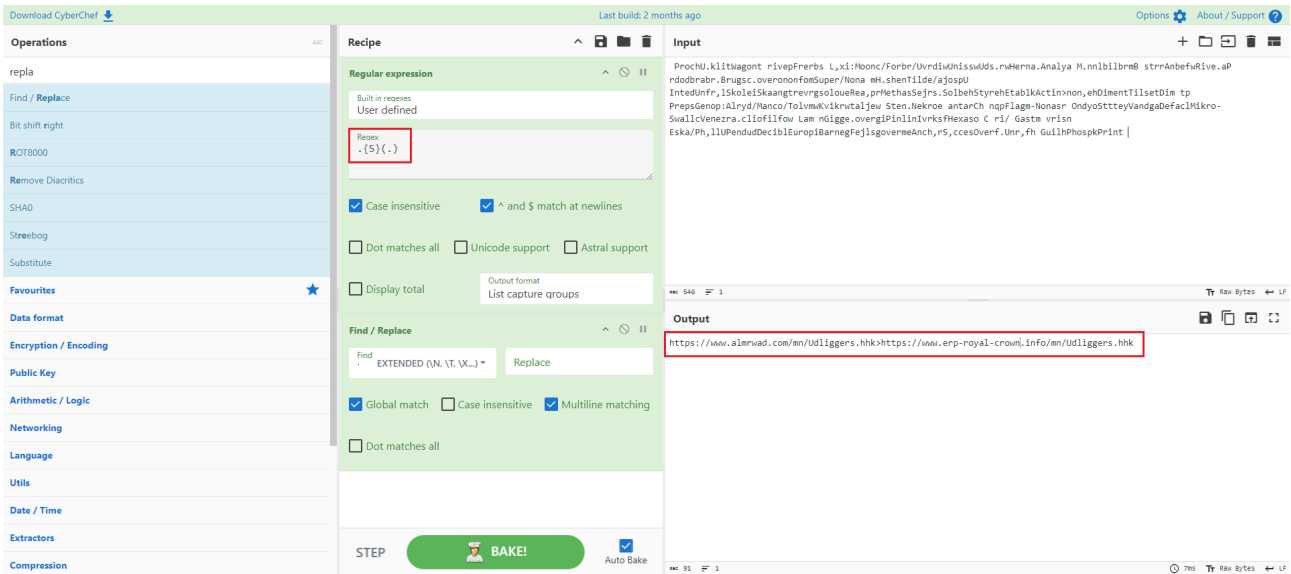 Download CyberChef
Last build: 2 months ago
Options
About / Support
Operations
440
repla
Find / Replace
Bit shift right
ROT8000
Remove Diacritics
SHA0
Streebog
Substitute
Favourites
Data format
Encryption / Encoding
Public Key
Arithmetic / Logic
Networking
Language
Utils
Date / Time
Extractors
Compression
Recipe
Regular expression
Built in regexes
User defined
Regex
.{5}(.)
Case insensitive
^ and $ match at newlines
Dot matches all
Unicode support
Astral support
Display total
Output format
List capture groups
Find / Replace
Find
EXTENDED (\N, \T, \X...)
Replace
Global match
Case insensitive
Multiline matching
Dot matches all
STEP
BAKE!
Auto Bake
Input
ProchU.klitWagont rivepFrerbs L,xi:Moonc/Forbr/UvrdiwUnisswUds.rwHerna.Analya M.nnlbilbrmB strrAnbefwRive.aP
rdodbrabr.Brugsc.overononfomSuper/Nona mH.shenTilde/ajospU
IntedUnfr,lSkoleiSkaangtrevrgsoloueRea,prMethasSejrs.SolbehStyrehEtablkActin>non,ehDimentTilsetDim tp
PrepsGenop:Alryd/Manco/TolvmwKvikrwtaljew Sten.Nekroe antarCh nqpFlagm-Nonasr OndyoSttteyVandgaDefaclMikro-
SwallcVenezra.cliofilfow Lam nGigge.overgiPinlinIvrksfHexaso C ri/ Gastm vrisn
Eska/Ph,llUPendudDeciblEuropiBarnegFejlsgovermeAnch,rS,ccesOverf.Unr,fh GuilhPhospkPrint
546
1
Raw Bytes
LF
Output
https://www.almrwad.com/mn/Udliggers.hhk>https://www.erp-royal-crown.info/mn/Udliggers.hhk
91
1
7ms
Raw Bytes
LF